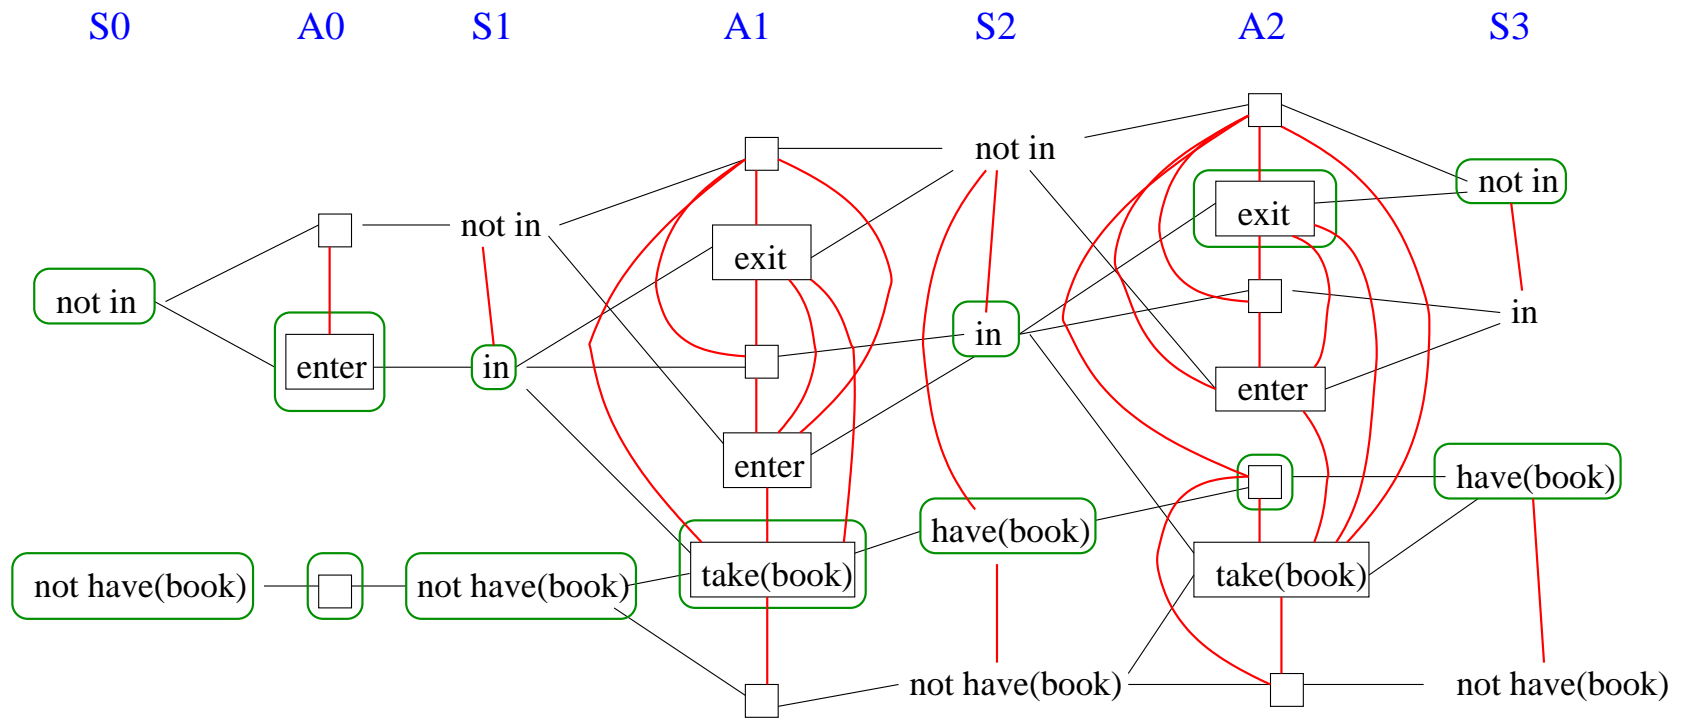 S0 A0 S1 A1 S2 A2 S3
not in
not have(book)
enter
not in
in
not have(book)
exit
enter
take(book)
not in
in
have(book)
not have(book)
exit
enter
take(book)
not in
in
have(book)
not have(book)